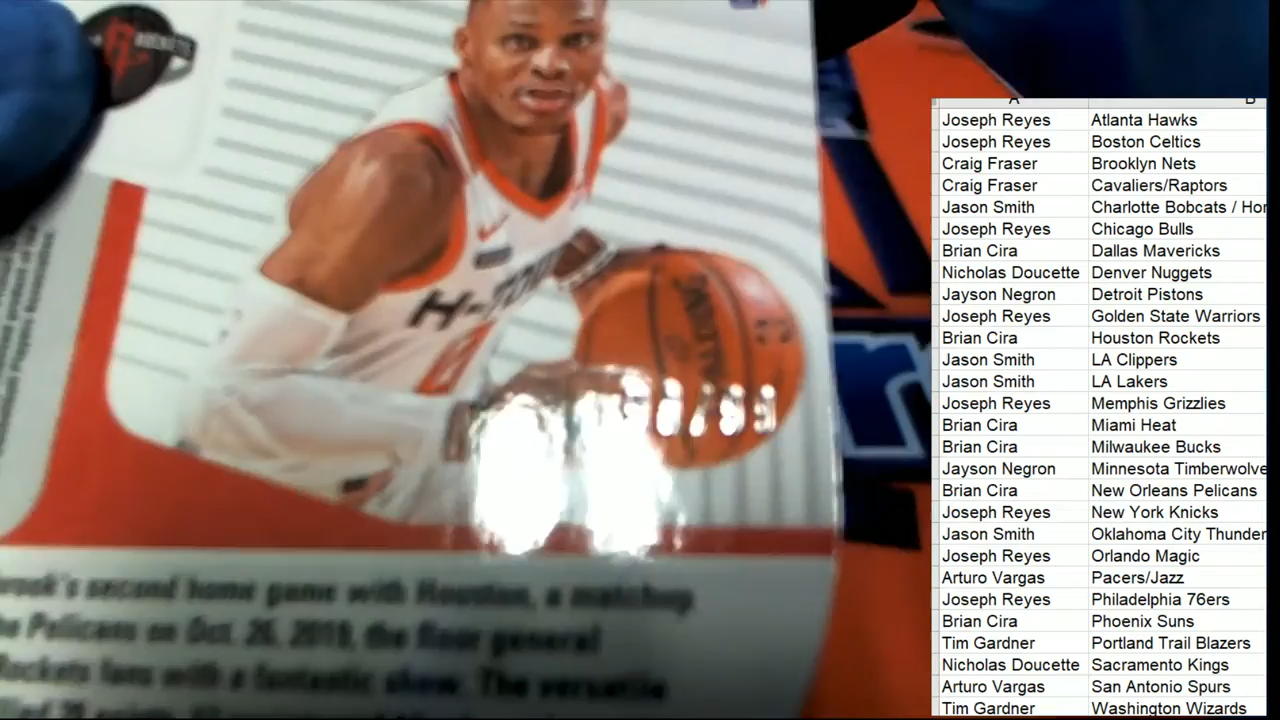 ROCKETS
H-TOWN
SPALDING
/99
second home game with Houston, a matchup
Pelicans on Oct. 26, 2019, the floor general
Rockets fans with a fantastic show. The versatile
A B
Joseph Reyes Atlanta Hawks
Joseph Reyes Boston Celtics
Craig Fraser Brooklyn Nets
Craig Fraser Cavaliers/Raptors
Jason Smith Charlotte Bobcats / Hor
Joseph Reyes Chicago Bulls
Brian Cira Dallas Mavericks
Nicholas Doucette Denver Nuggets
Jayson Negron Detroit Pistons
Joseph Reyes Golden State Warriors
Brian Cira Houston Rockets
Jason Smith LA Clippers
Jason Smith LA Lakers
Joseph Reyes Memphis Grizzlies
Brian Cira Miami Heat
Brian Cira Milwaukee Bucks
Jayson Negron Minnesota Timberwolve
Brian Cira New Orleans Pelicans
Joseph Reyes New York Knicks
Jason Smith Oklahoma City Thunder
Joseph Reyes Orlando Magic
Arturo Vargas Pacers/Jazz
Joseph Reyes Philadelphia 76ers
Brian Cira Phoenix Suns
Tim Gardner Portland Trail Blazers
Nicholas Doucette Sacramento Kings
Arturo Vargas San Antonio Spurs
Tim Gardner Washington Wizards